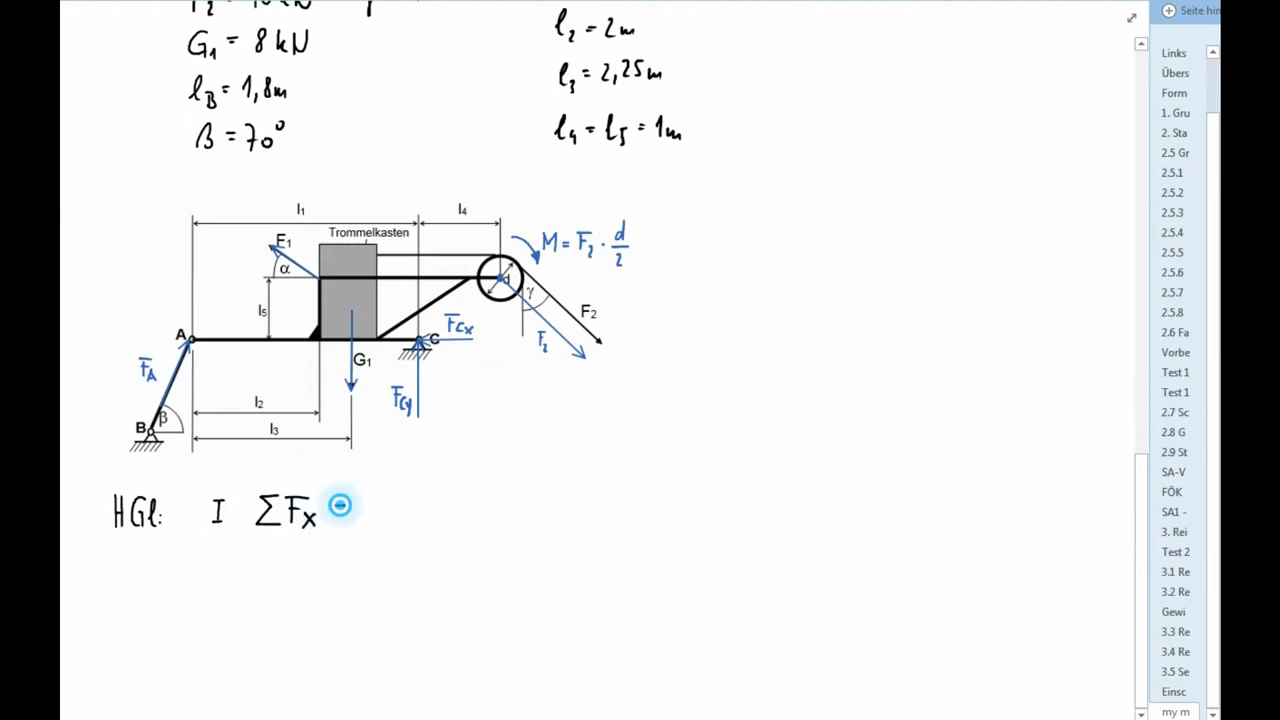 G₁ = 8 kN
l_B = 1,8m
β = 70°
l₂ = 2m
l₃ = 2,25m
l₄ = l₅ = 1m
l₁
l₄
Trommelkasten
F₁
α
M = F₂ · d/2
d
γ
l₅
F₂
F_Cx
A
C
F₂
G₁
F_A
F_Cy
l₂
β
B
l₃
HGl: I ΣFx =
Seite hin
Links
Übers
Form
1. Gru
2. Sta
2.5 Gr
2.5.1
2.5.2
2.5.3
2.5.4
2.5.5
2.5.6
2.5.7
2.5.8
2.6 Fa
Vorbe
Test 1
Test 1
2.7 Sc
2.8 G
2.9 St
SA-V
FÖK
SA1 -
3. Rei
Test 2
3.1 Re
3.2 Re
Gewi
3.3 Re
3.4 Re
3.5 Se
Einsc
my m